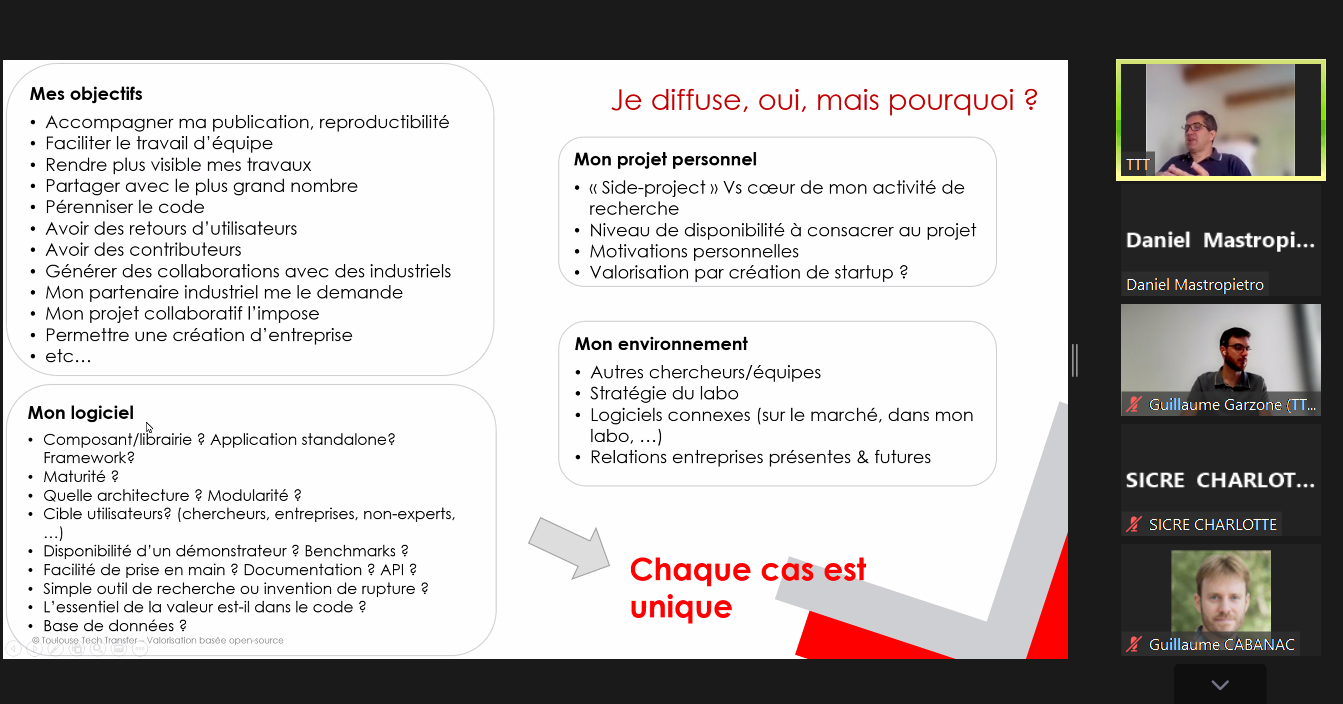 Mes objectifs
• Accompagner ma publication, reproductibilité
• Faciliter le travail d'équipe
• Rendre plus visible mes travaux
• Partager avec le plus grand nombre
• Pérenniser le code
• Avoir des retours d'utilisateurs
• Avoir des contributeurs
• Générer des collaborations avec des industriels
• Mon partenaire industriel me le demande
• Mon projet collaboratif l'impose
• Permettre une création d'entreprise
• etc…
Mon logiciel
• Composant/librairie ? Application standalone?
Framework?
• Maturité ?
• Quelle architecture ? Modularité ?
• Cible utilisateurs? (chercheurs, entreprises, non-experts,
…)
• Disponibilité d'un démonstrateur ? Benchmarks ?
• Facilité de prise en main ? Documentation ? API ?
• Simple outil de recherche ou invention de rupture ?
• L'essentiel de la valeur est-il dans le code ?
• Base de données ?
© Toulouse Tech Transfer – Valorisation basée open-source
Je diffuse, oui, mais pourquoi ?
Mon projet personnel
• « Side-project » Vs cœur de mon activité de
recherche
• Niveau de disponibilité à consacrer au projet
• Motivations personnelles
• Valorisation par création de startup ?
Mon environnement
• Autres chercheurs/équipes
• Stratégie du labo
• Logiciels connexes (sur le marché, dans mon
labo, …)
• Relations entreprises présentes & futures
Chaque cas est
unique
TTT
Daniel Mastropi...
Daniel Mastropietro
Guillaume Garzone (TT...
SICRE CHARLOT...
SICRE CHARLOTTE
Guillaume CABANAC